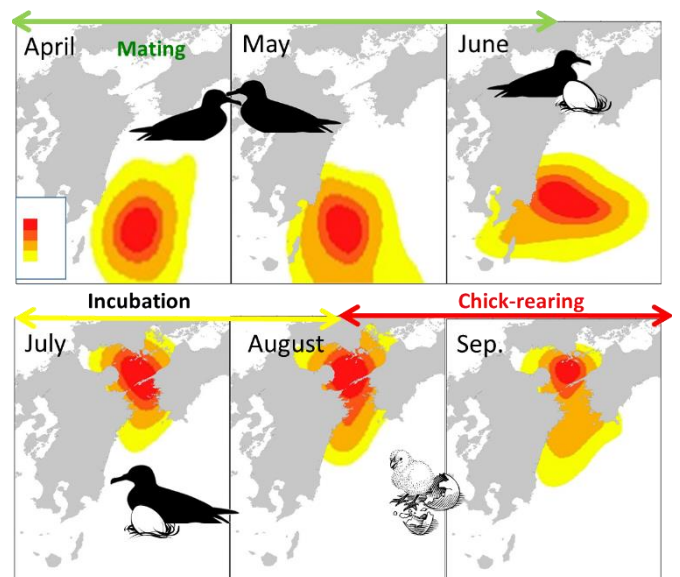 April
Mating
May
June
Incubation
Chick-rearing
July
August
Sep.